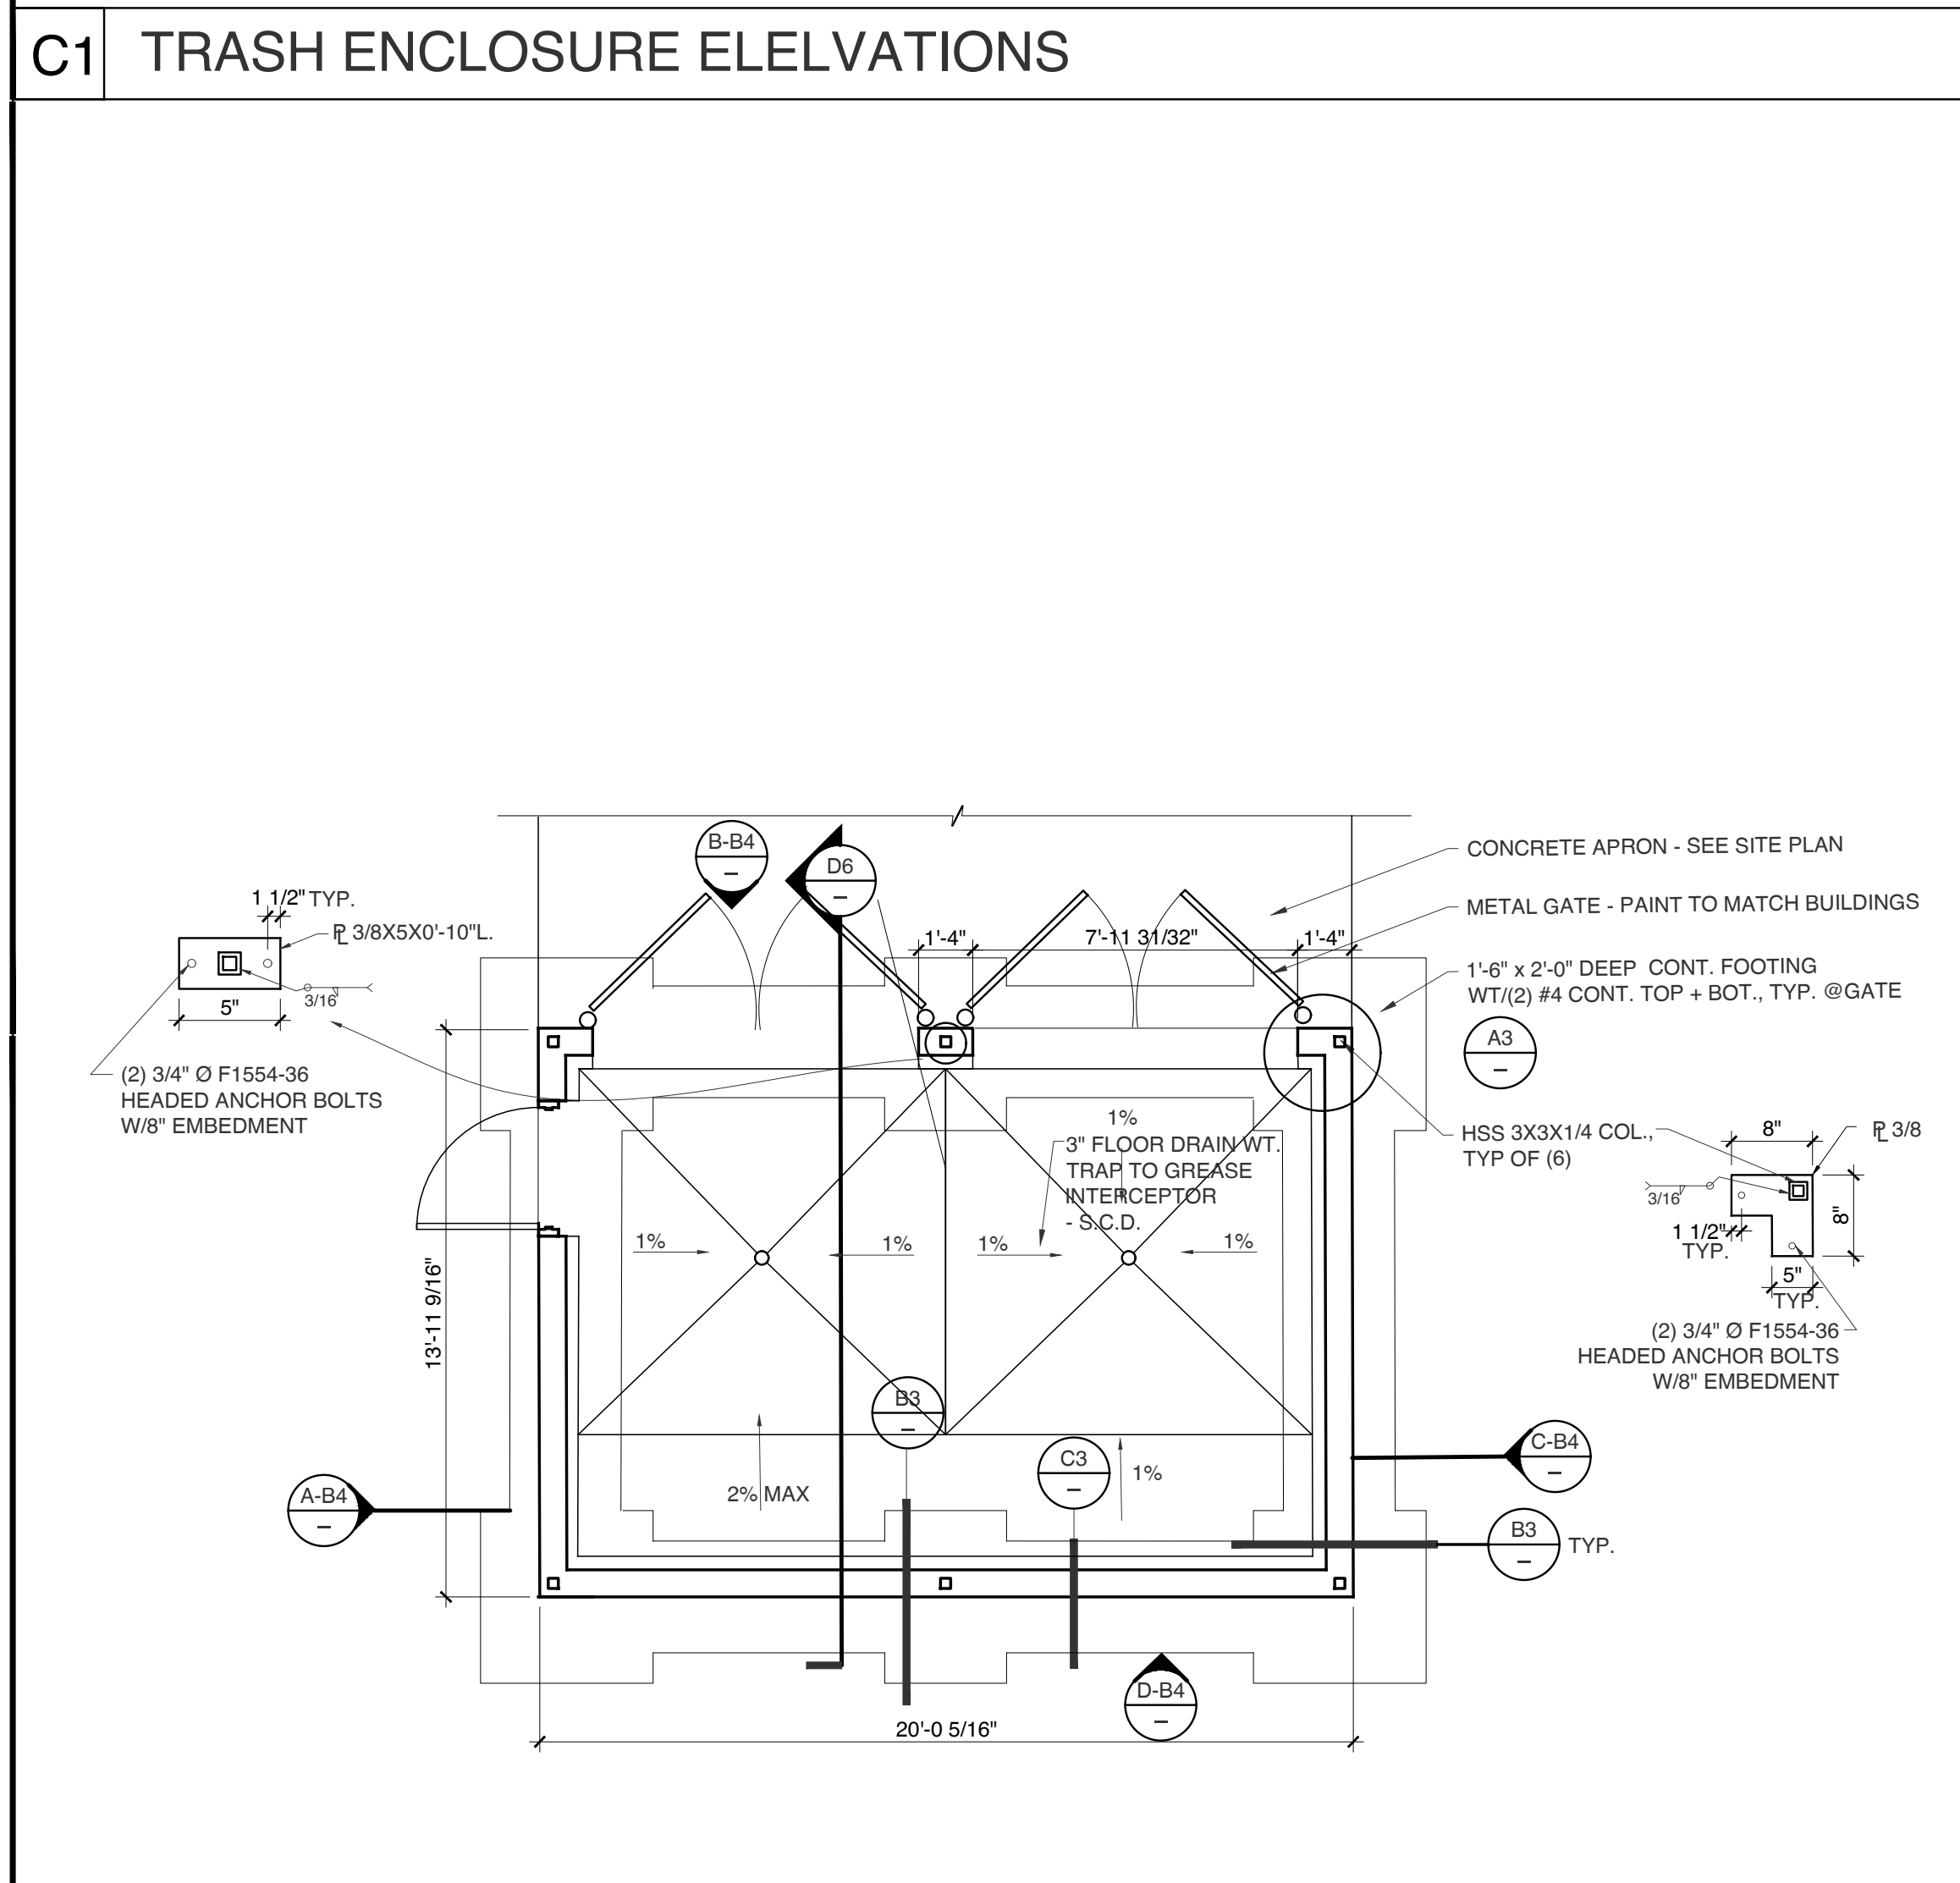 C1 TRASH ENCLOSURE ELELVATIONS
B-B4
–
D6
–
CONCRETE APRON - SEE SITE PLAN
METAL GATE - PAINT TO MATCH BUILDINGS
1 1/2" TYP.
℄ 3/8X5X0'-10"L.
1'-4"
7'-11 31/32"
1'-4"
1'-6" x 2'-0" DEEP CONT. FOOTING
WT/(2) #4 CONT. TOP + BOT., TYP. @GATE
3/16
5"
A3
–
(2) 3/4" Ø F1554-36
HEADED ANCHOR BOLTS
W/8" EMBEDMENT
1%
3" FLOOR DRAIN WT.
TRAP TO GREASE
INTERCEPTOR
- S.C.D.
HSS 3X3X1/4 COL.,
TYP OF (6)
8"
℄ 3/8
3/16
8"
1 1/2"
TYP.
5"
TYP.
(2) 3/4" Ø F1554-36
HEADED ANCHOR BOLTS
W/8" EMBEDMENT
1%
1%
1%
1%
13'-11 9/16"
B3
–
C3
–
1%
2% MAX
A-B4
–
C-B4
–
B3
–
TYP.
D-B4
–
20'-0 5/16"